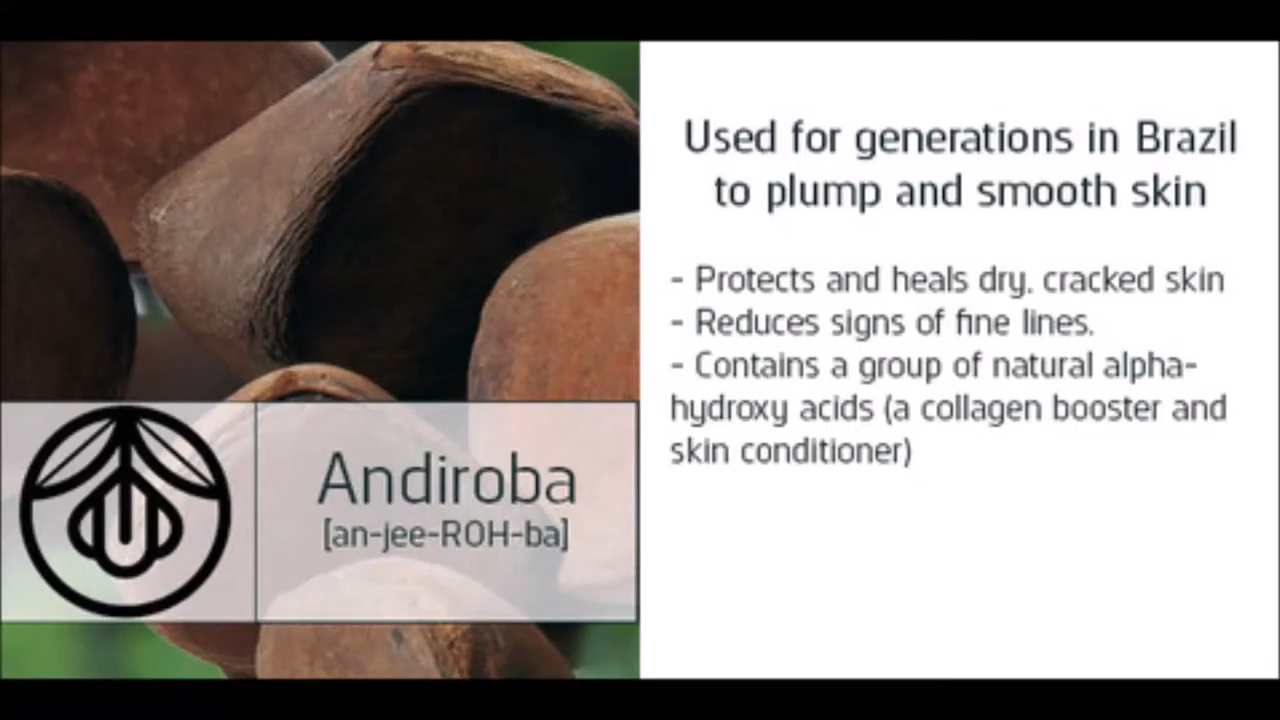 Used for generations in Brazil
to plump and smooth skin
- Protects and heals dry, cracked skin
- Reduces signs of fine lines.
- Contains a group of natural alpha-
hydroxy acids (a collagen booster and
skin conditioner)
Andiroba
[an-jee-ROH-ba]